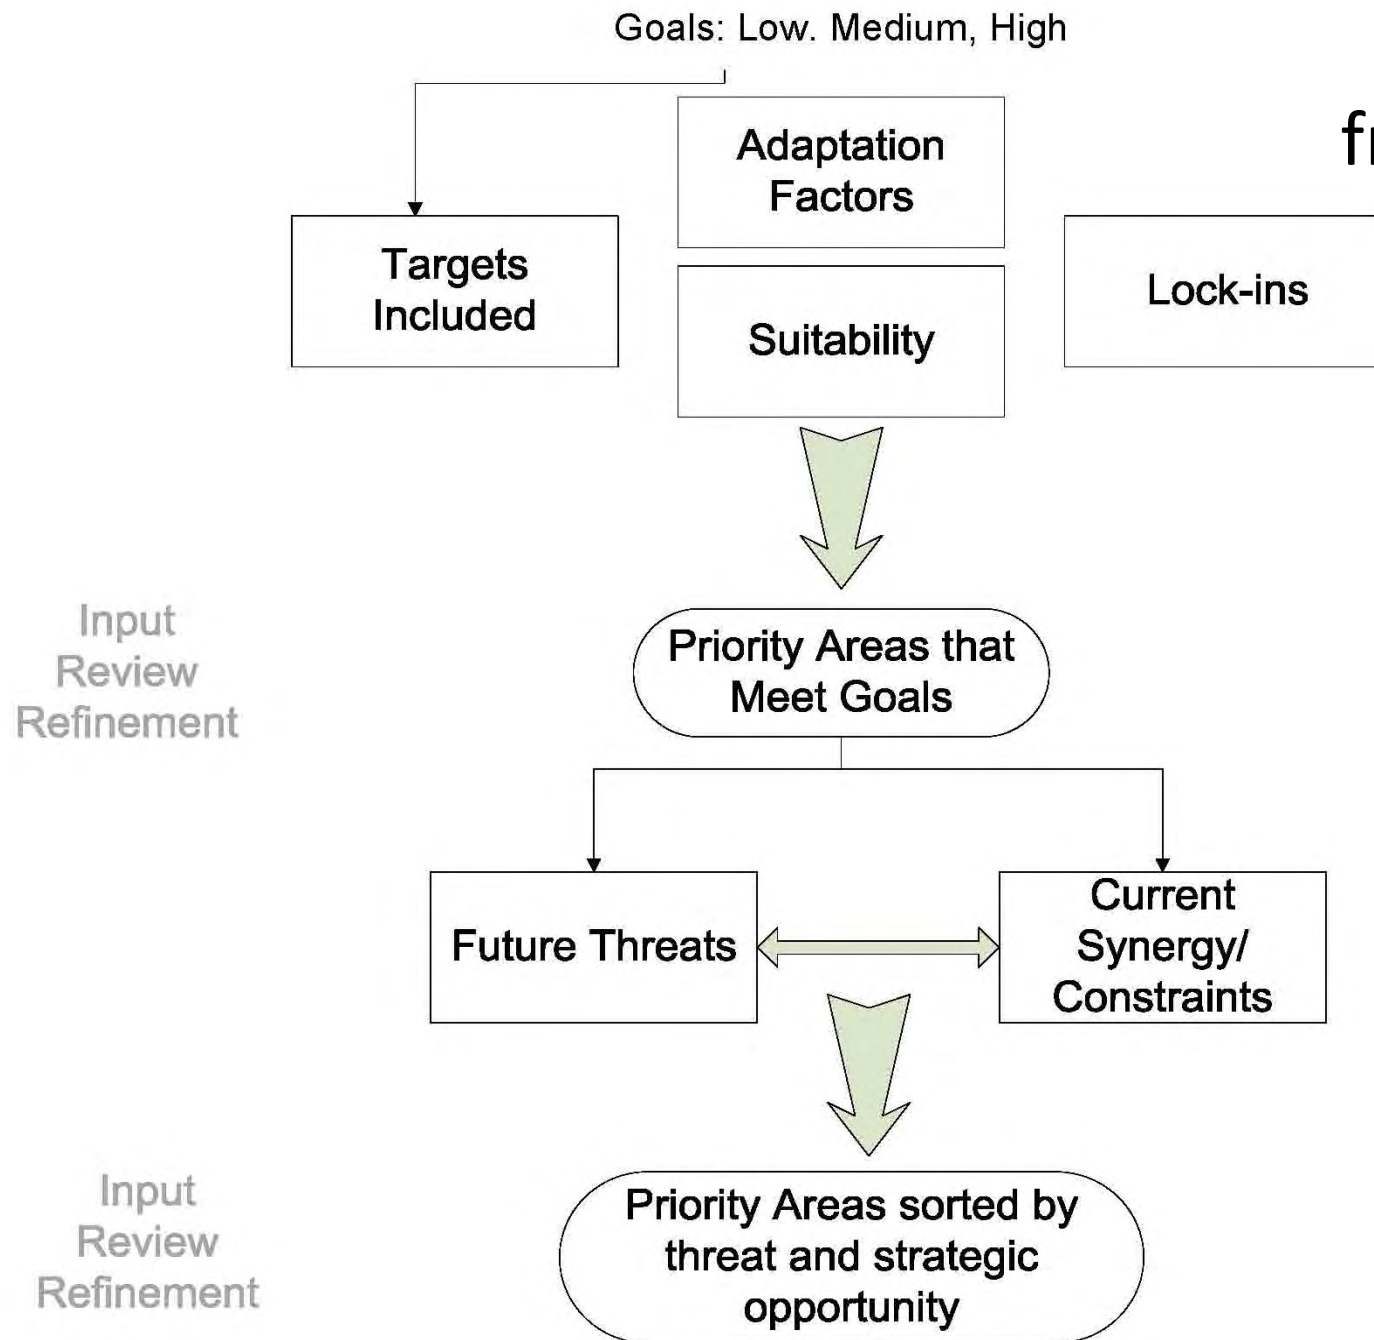 Goals: Low. Medium, High
Adaptation
Factors
Targets
Included
Suitability
Lock-ins
Input
Review
Refinement
Priority Areas that
Meet Goals
Future Threats
Current
Synergy/
Constraints
Input
Review
Refinement
Priority Areas sorted by
threat and strategic
opportunity